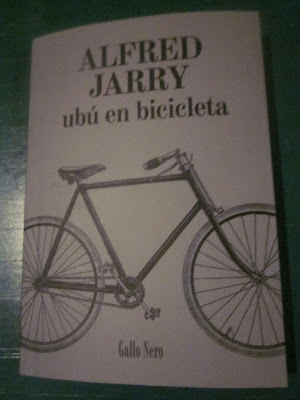 ALFRED
JARRY
ubú en bicicleta
Gallo Nero